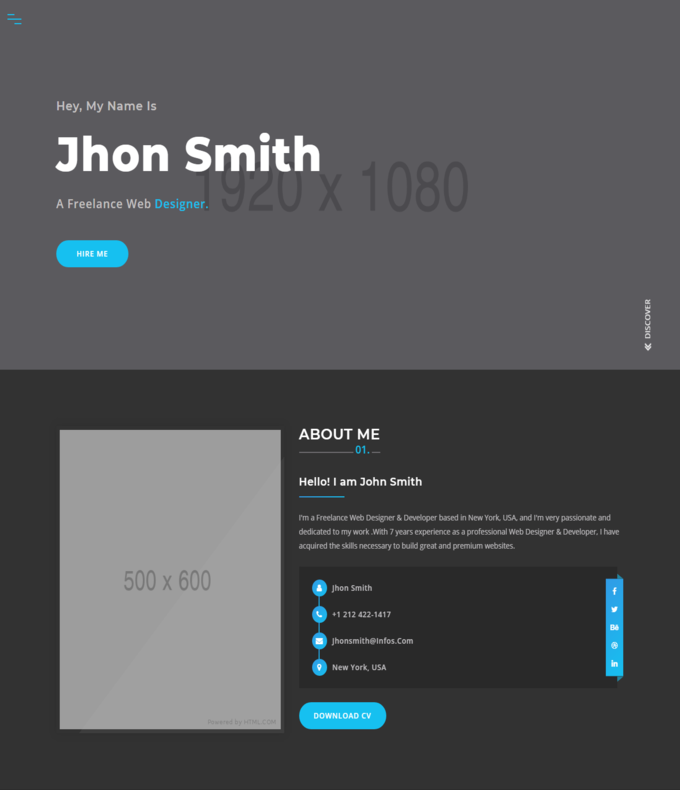 Hey, My Name Is
Jhon Smith
1920 x 1080
A Freelance Web Designer.
HIRE ME
DISCOVER
ABOUT ME
01.
Hello! I am John Smith
I'm a Freelance Web Designer & Developer based in New York, USA, and I'm very passionate and
dedicated to my work .With 7 years experience as a professional Web Designer & Developer, I have
acquired the skills necessary to build great and premium websites.
500 x 600
Jhon Smith
+1 212 422-1417
Jhonsmith@Infos.Com
New York, USA
Bē
in
Powered by HTML.COM
DOWNLOAD CV